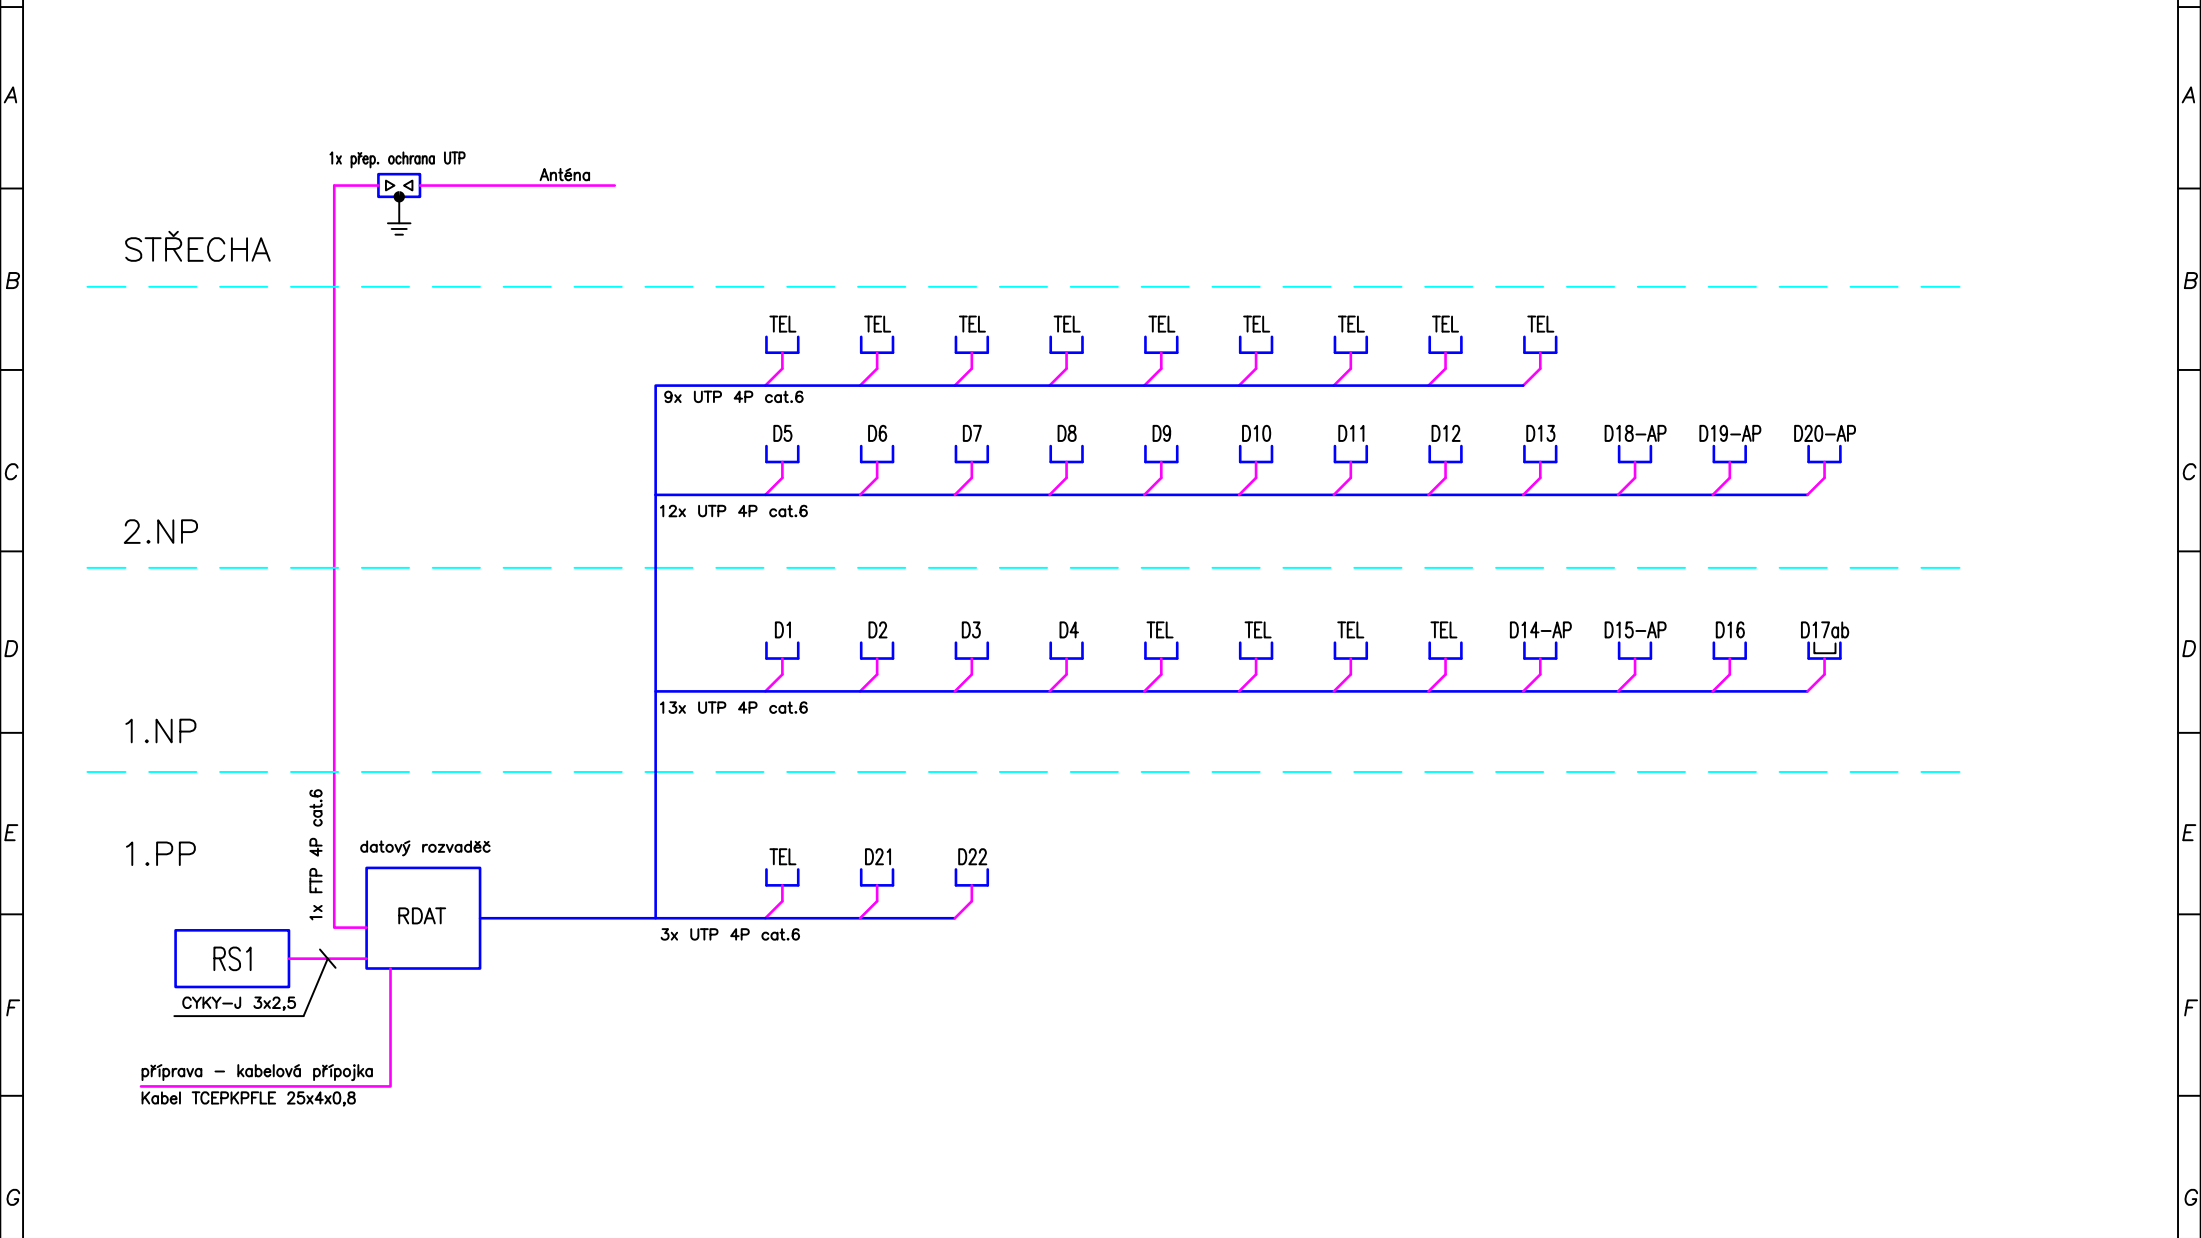 A A
1x přep. ochrana UTP
Anténa
STŘECHA
B B
TEL TEL TEL TEL TEL TEL TEL TEL TEL
9x UTP 4P cat.6
D5 D6 D7 D8 D9 D10 D11 D12 D13 D18-AP D19-AP D20-AP
C C
12x UTP 4P cat.6
2.NP
D1 D2 D3 D4 TEL TEL TEL TEL D14-AP D15-AP D16 D17ab
D D
13x UTP 4P cat.6
1.NP
1x FTP 4P cat.6
E E
1.PP
datový rozvaděč
TEL D21 D22
RDAT
3x UTP 4P cat.6
RS1
CYKY-J 3x2,5
F F
příprava - kabelová přípojka
Kabel TCEPKPFLE 25x4x0,8
G G